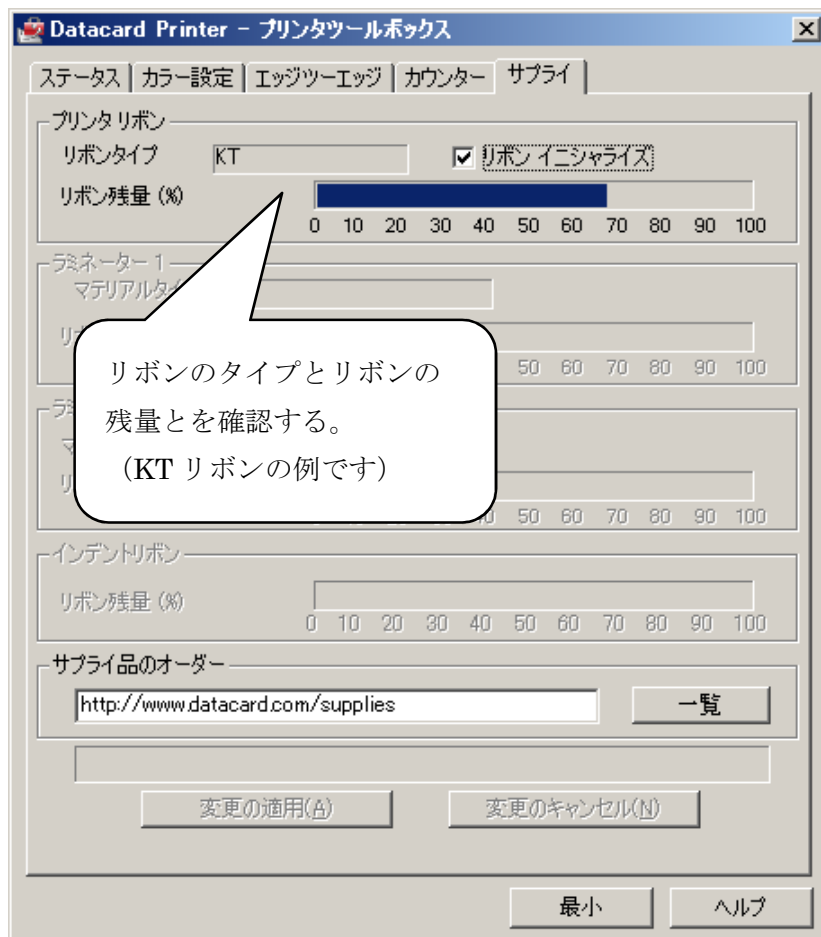 Datacard Printer - プリンタツールボックス
ステータス カラー設定 エッジツーエッジ カウンター サプライ
プリンタ リボン
リボンタイプ KT リボン イニシャライズ
リボン残量 (%)
0 10 20 30 40 50 60 70 80 90 100
ラミネーター 1
マテリアルタ
50 60 70 80 90 100
リボンのタイプとリボンの
残量とを確認する。
（KT リボンの例です）
50 60 70 80 90 100
インデントリボン
リボン残量 (%)
0 10 20 30 40 50 60 70 80 90 100
サプライ品のオーダー
http://www.datacard.com/supplies 一覧
変更の適用(A) 変更のキャンセル(N)
最小 ヘルプ